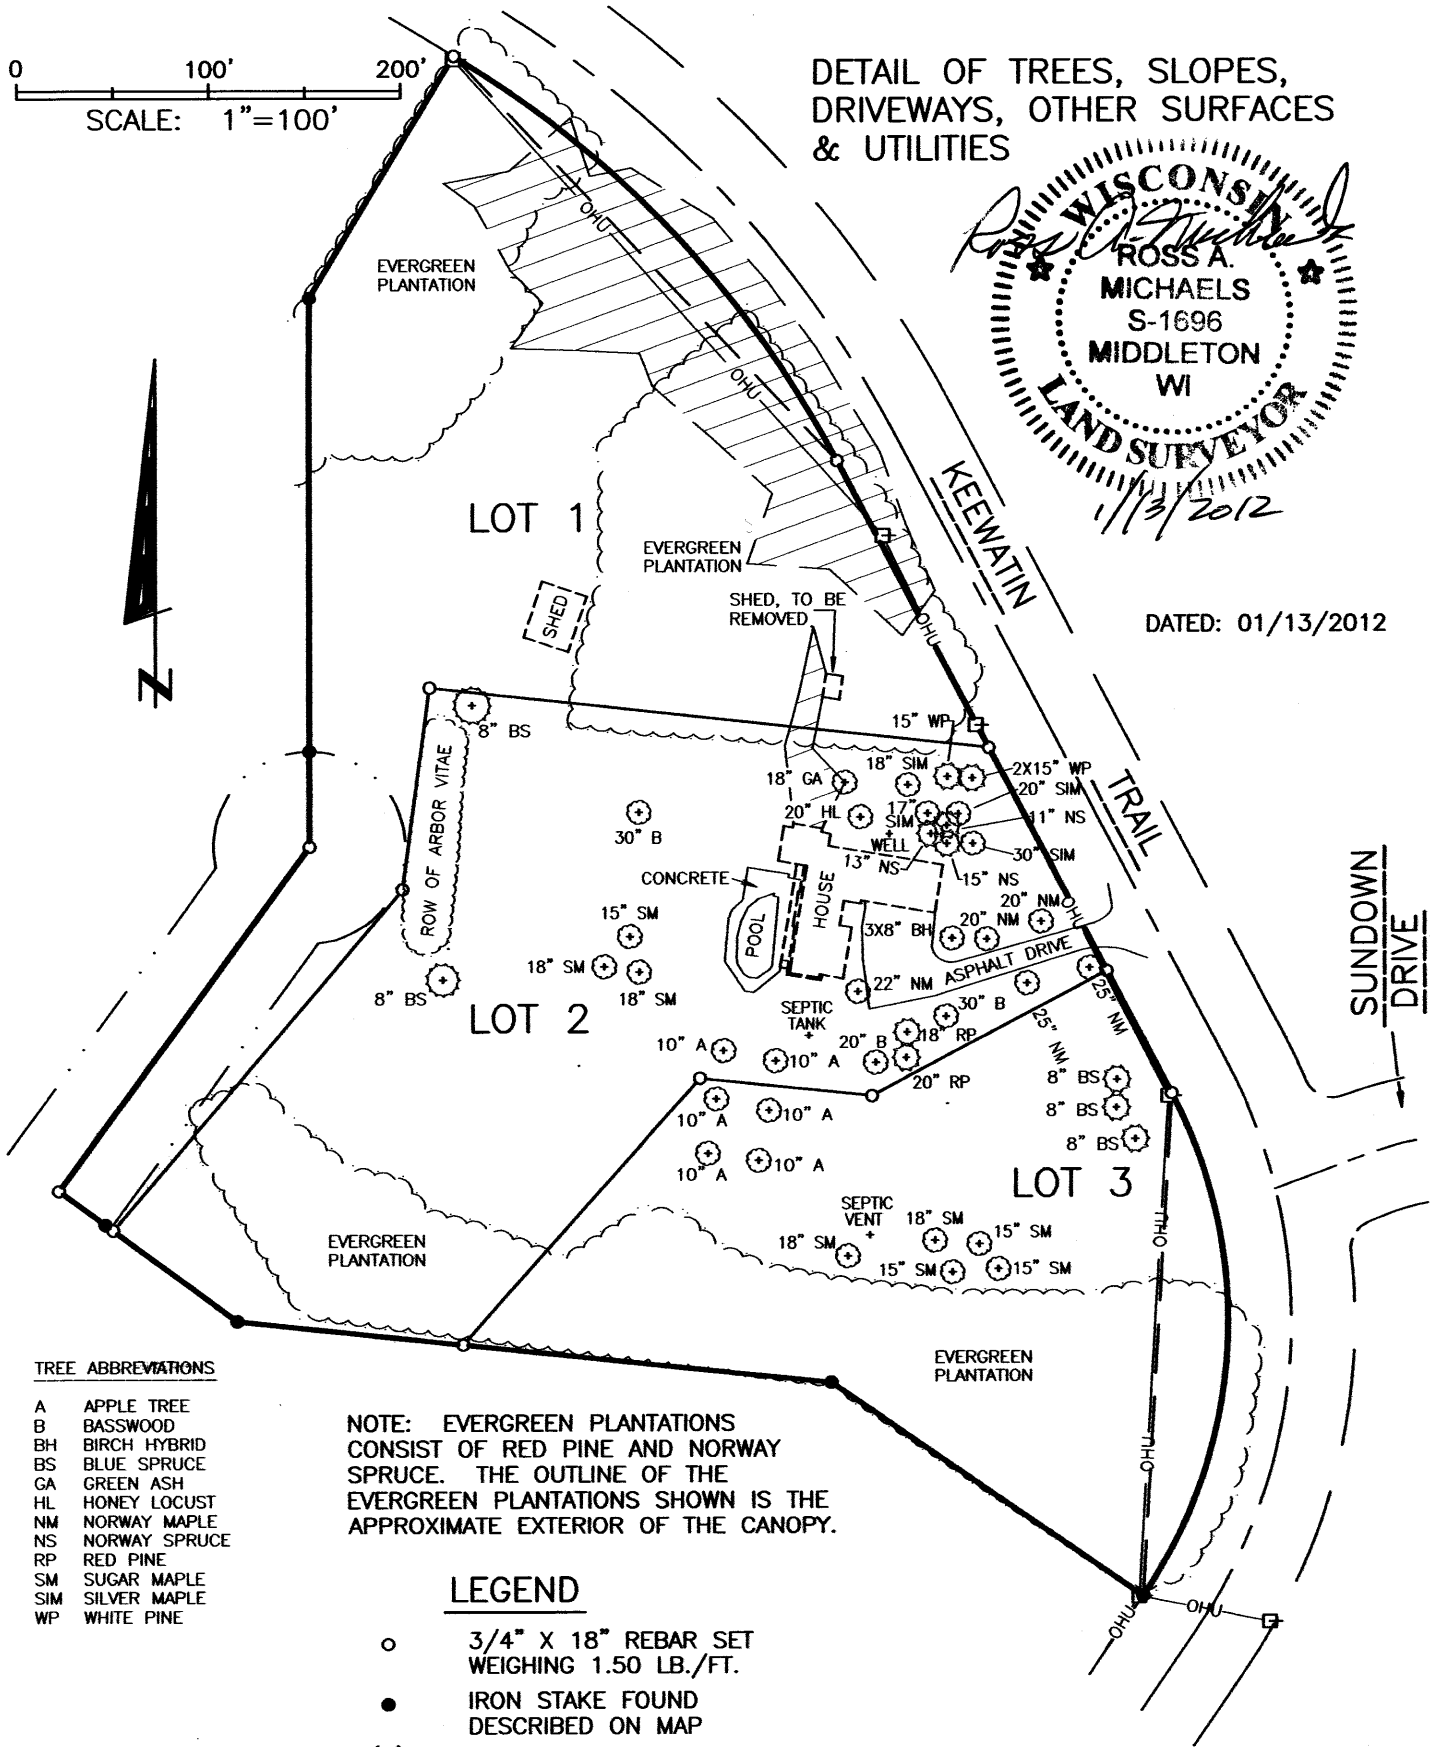 0 100' 200'
SCALE: 1"=100'
DETAIL OF TREES, SLOPES,
DRIVEWAYS, OTHER SURFACES
& UTILITIES
WISCONSIN
ROSS A.
MICHAELS
S-1696
MIDDLETON
WI
LAND SURVEYOR
1/13/2012
DATED: 01/13/2012
OHU
OHU
EVERGREEN
PLANTATION
LOT 1
EVERGREEN
PLANTATION
KEEWATIN
TRAIL
SHED
SHED, TO BE
REMOVED
OHU
N
8" BS
ROW OF ARBOR VITAE
8" BS
30" B
15" WP
18" SIM
18" GA
2X15" WP
20" SIM
20" HL
17"
SIM
11" NS
WELL
30" SIM
13" NS
15" NS
CONCRETE
POOL
HOUSE
20" NM
OHU
3X8" BH
20" NM
ASPHALT DRIVE
22" NM
15" SM
18" SM
18" SM
LOT 2
SEPTIC
TANK
30" B
25" NM
25" NM
20" B
18" RP
20" RP
10" A
10" A
10" A
10" A
10" A
10" A
8" BS
8" BS
8" BS
SUNDOWN
DRIVE
LOT 3
SEPTIC
VENT
18" SM
18" SM
15" SM
15" SM
15" SM
OHU
OHU
EVERGREEN
PLANTATION
EVERGREEN
PLANTATION
OHU
OHU
TREE ABBREVIATIONS
A APPLE TREE
B BASSWOOD
BH BIRCH HYBRID
BS BLUE SPRUCE
GA GREEN ASH
HL HONEY LOCUST
NM NORWAY MAPLE
NS NORWAY SPRUCE
RP RED PINE
SM SUGAR MAPLE
SIM SILVER MAPLE
WP WHITE PINE
NOTE: EVERGREEN PLANTATIONS
CONSIST OF RED PINE AND NORWAY
SPRUCE. THE OUTLINE OF THE
EVERGREEN PLANTATIONS SHOWN IS THE
APPROXIMATE EXTERIOR OF THE CANOPY.
LEGEND
3/4" X 18" REBAR SET
WEIGHING 1.50 LB./FT.
IRON STAKE FOUND
DESCRIBED ON MAP